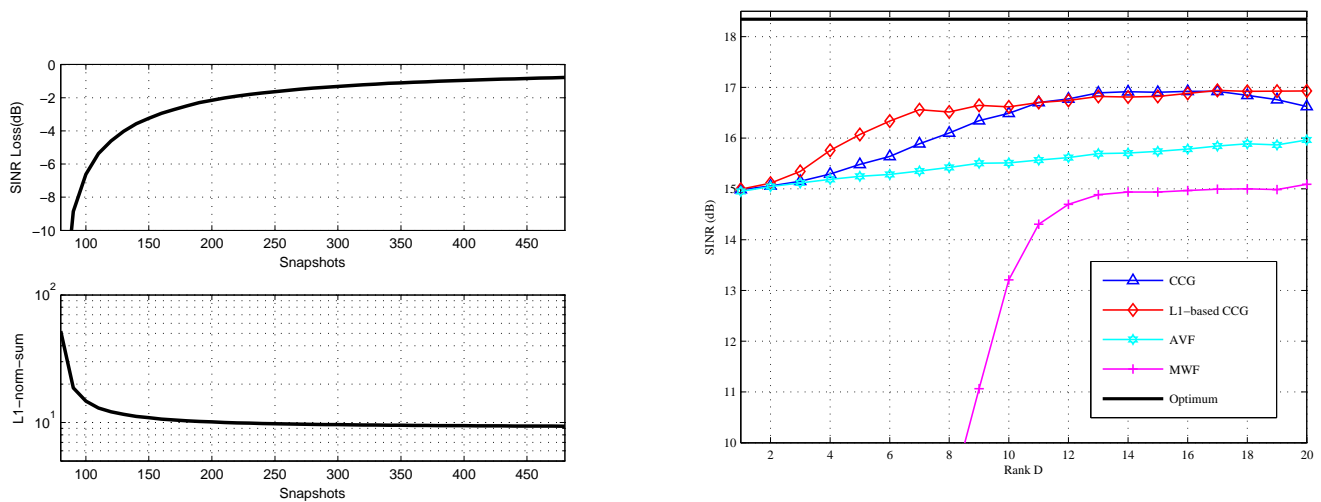 0
−2
−4
−6
−8
−10
SINR Loss(dB)
100 150 200 250 300 350 400 450
Snapshots
10^2
10^1
L1−norm−sum
100 150 200 250 300 350 400 450
Snapshots
18
17
16
15
14
13
12
11
10
SINR (dB)
2 4 6 8 10 12 14 16 18 20
Rank D
CCG
L1−based CCG
AVF
MWF
Optimum